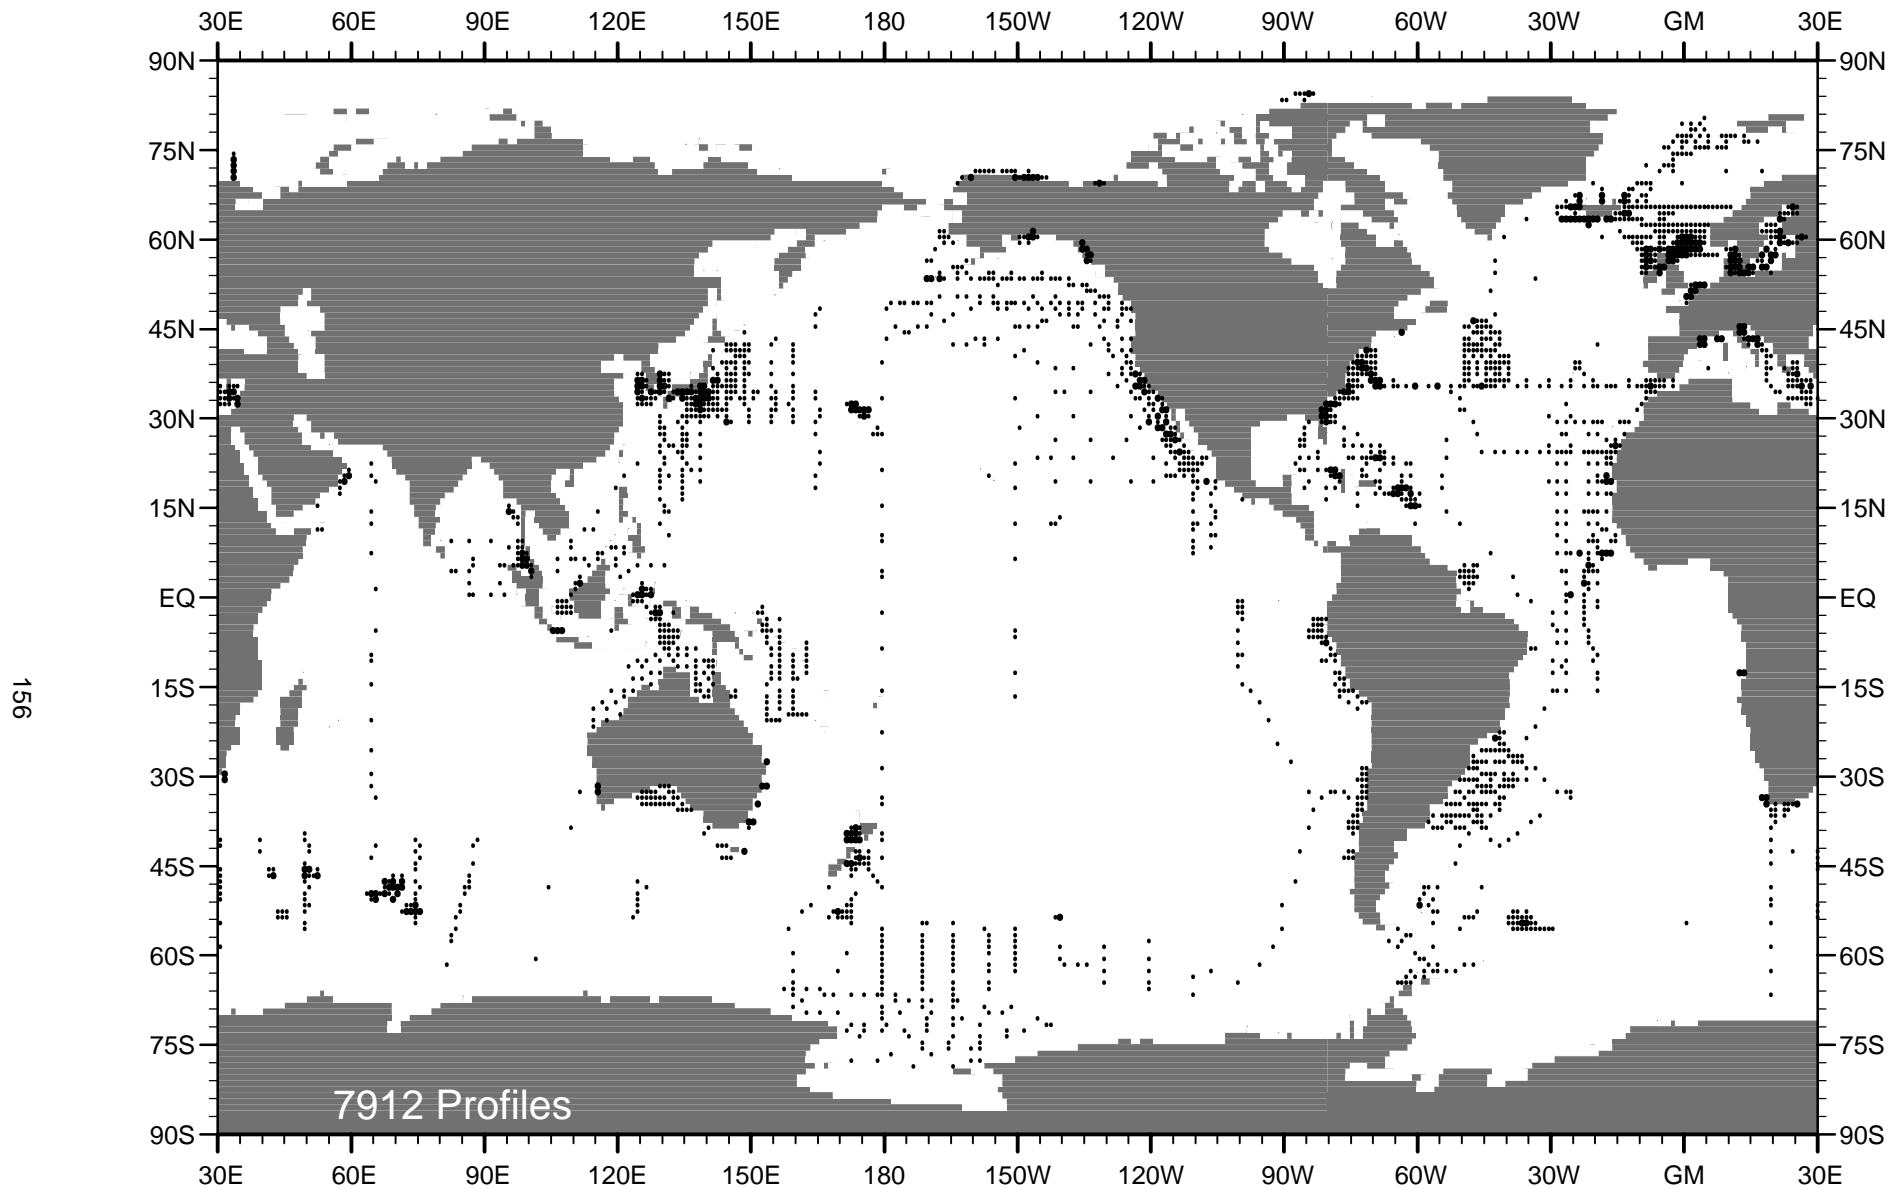 30E 60E 90E 120E 150E 180 150W 120W 90W 60W 30W GM 30E
90N 90N
75N 75N
60N 60N
45N 45N
30N 30N
15N 15N
EQ EQ
15S 15S
156
30S 30S
45S 45S
60S 60S
75S 75S
7912 Profiles
90S 90S
30E 60E 90E 120E 150E 180 150W 120W 90W 60W 30W GM 30E